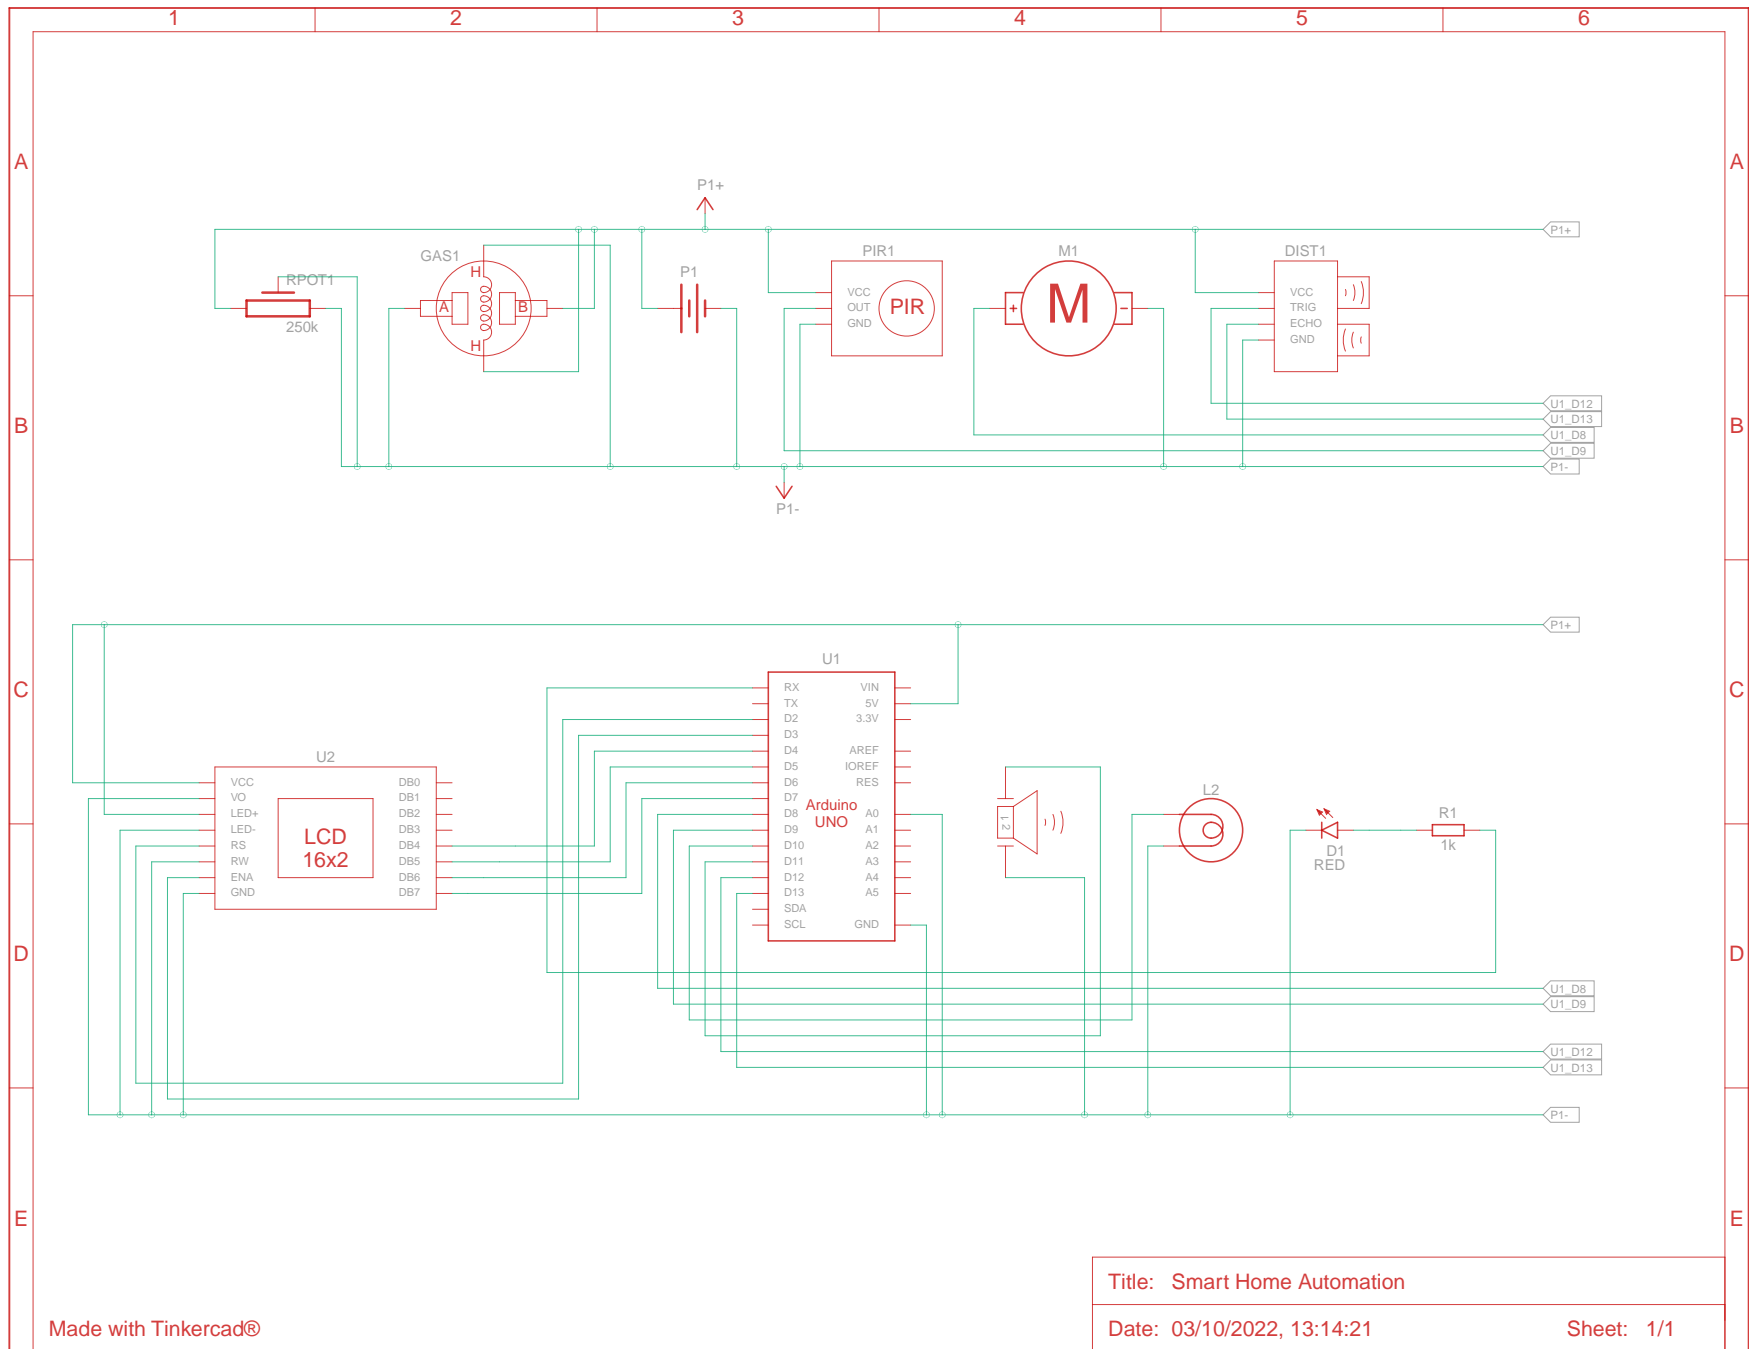 1 2 3 4 5 6
A A
P1+
P1+
GAS1 PIR1 M1 DIST1
RPOT1 H P1
VCC OUT GND PIR
M + -
VCC TRIG ECHO GND
A B
250k
H
U1_D12
B U1_D13 B
U1_D8
U1_D9
P1-
P1-
P1+
U1
C C
RX VIN
TX 5V
D2 3.3V
D3
D4 AREF
D5 IOREF
D6 RES
D7
D8 A0
D9 A1
D10 A2
D11 A3
D12 A4
D13 A5
SDA
SCL GND
Arduino
UNO
U2
VCC DB0
VO DB1
LED+ DB2
LED- DB3
RS DB4
RW DB5
ENA DB6
GND DB7
LCD
16x2
L2
L2
D1
RED
R1
1k
D D
U1_D8
U1_D9
U1_D12
U1_D13
P1-
E E
Title: Smart Home Automation
Made with Tinkercad®
Date: 03/10/2022, 13:14:21 Sheet: 1/1